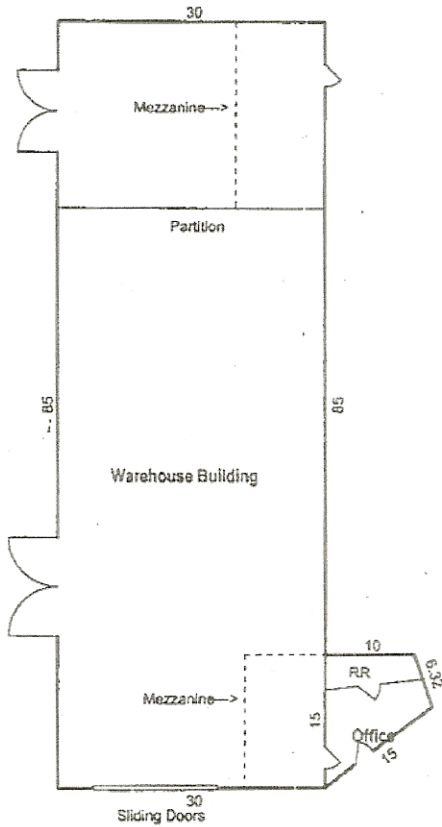 30
Mezzanine-->
Partition
85
85
Warehouse Building
10
RR
6.32
Mezzanine-->
15
Office
15
30
Sliding Doors